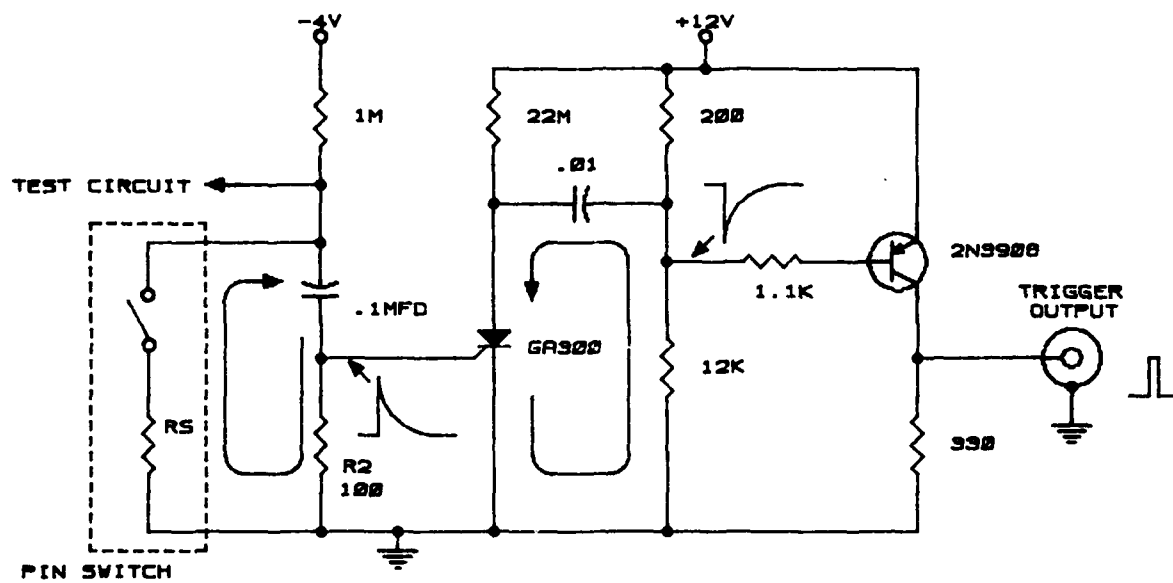 -4V
+12V
1M
22M
200
.01
TEST CIRCUIT
2N3906
1.1K
TRIGGER
OUTPUT
.1MFD
GA300
12K
RS
R2
100
330
PIN SWITCH